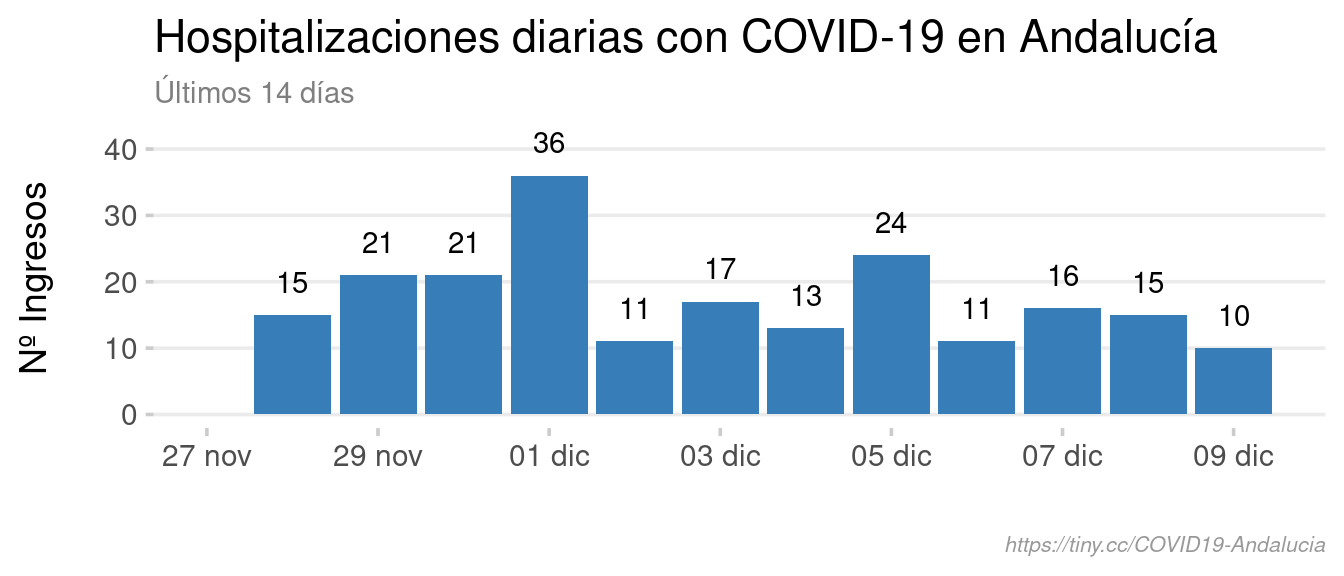 Hospitalizaciones diarias con COVID-19 en Andalucía
Últimos 14 días
Nº Ingresos
40
30
20
10
0
15
21
21
36
11
17
13
24
11
16
15
10
27 nov
29 nov
01 dic
03 dic
05 dic
07 dic
09 dic
https://tiny.cc/COVID19-Andalucia